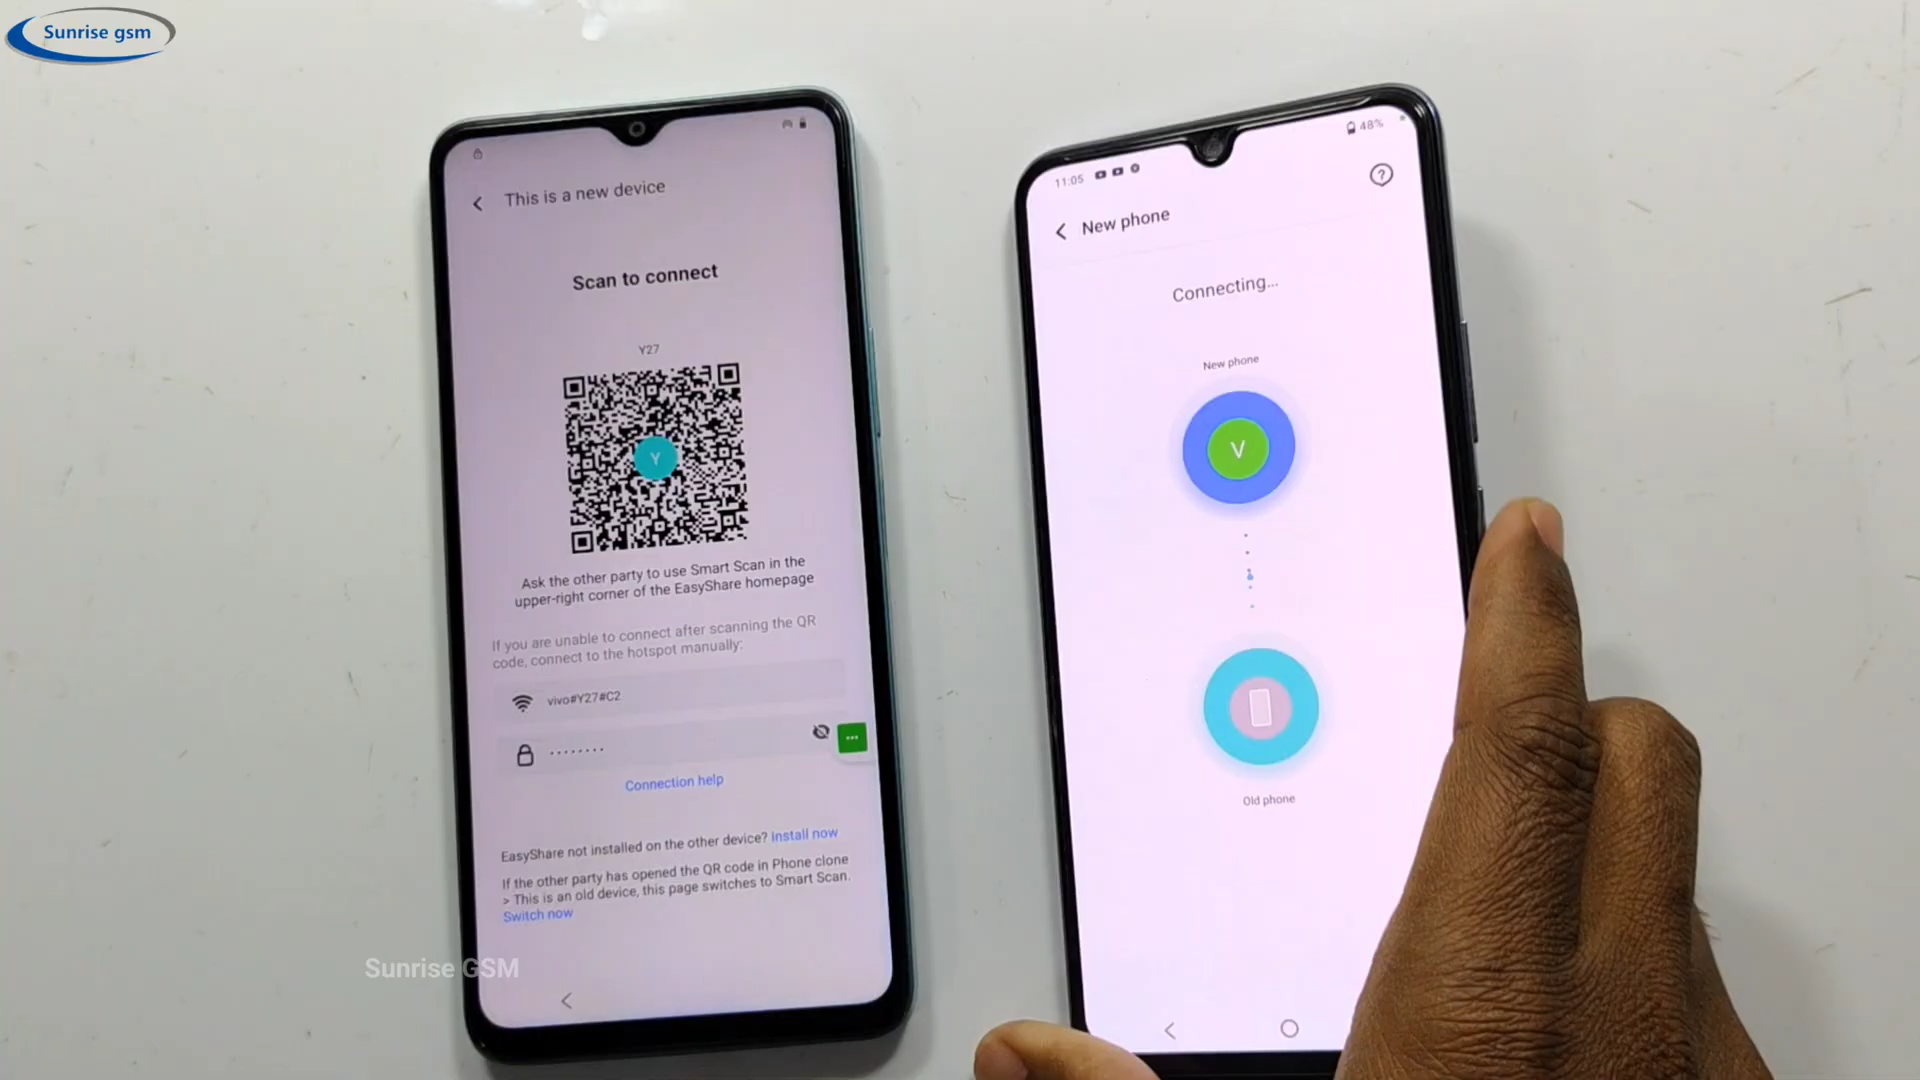 Sunrise gsm
This is a new device
Scan to connect
Y27
Y
Ask the other party to use Smart Scan in the
upper-right corner of the EasyShare homepage
If you are unable to connect after scanning the QR
code, connect to the hotspot manually:
vivo#Y27#C2
Connection help
EasyShare not installed on the other device? Install now
If the other party has opened the QR code in Phone clone
> This is an old device, this page switches to Smart Scan.
Switch now
Sunrise GSM
11:05
48%
New phone
Connecting...
New phone
V
Old phone